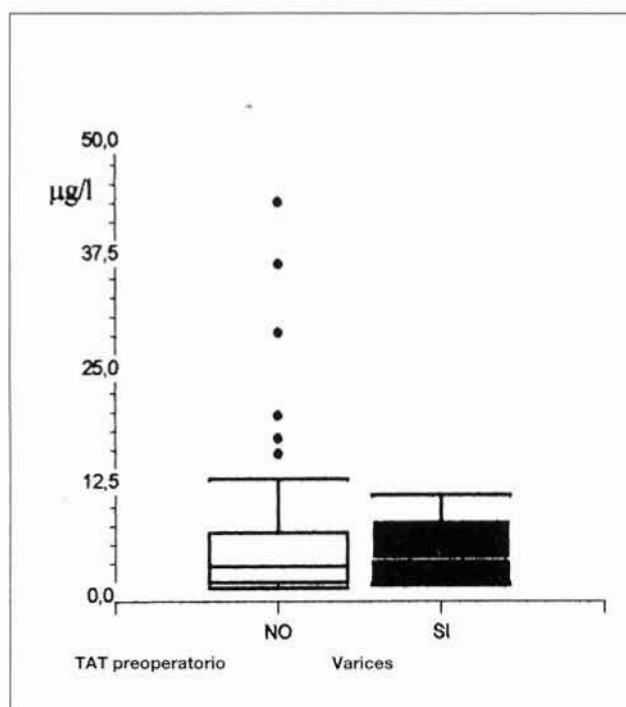 50,0
µg/l
37,5
25,0
12,5
0,0
NO SI
TAT preoperatorio Varices